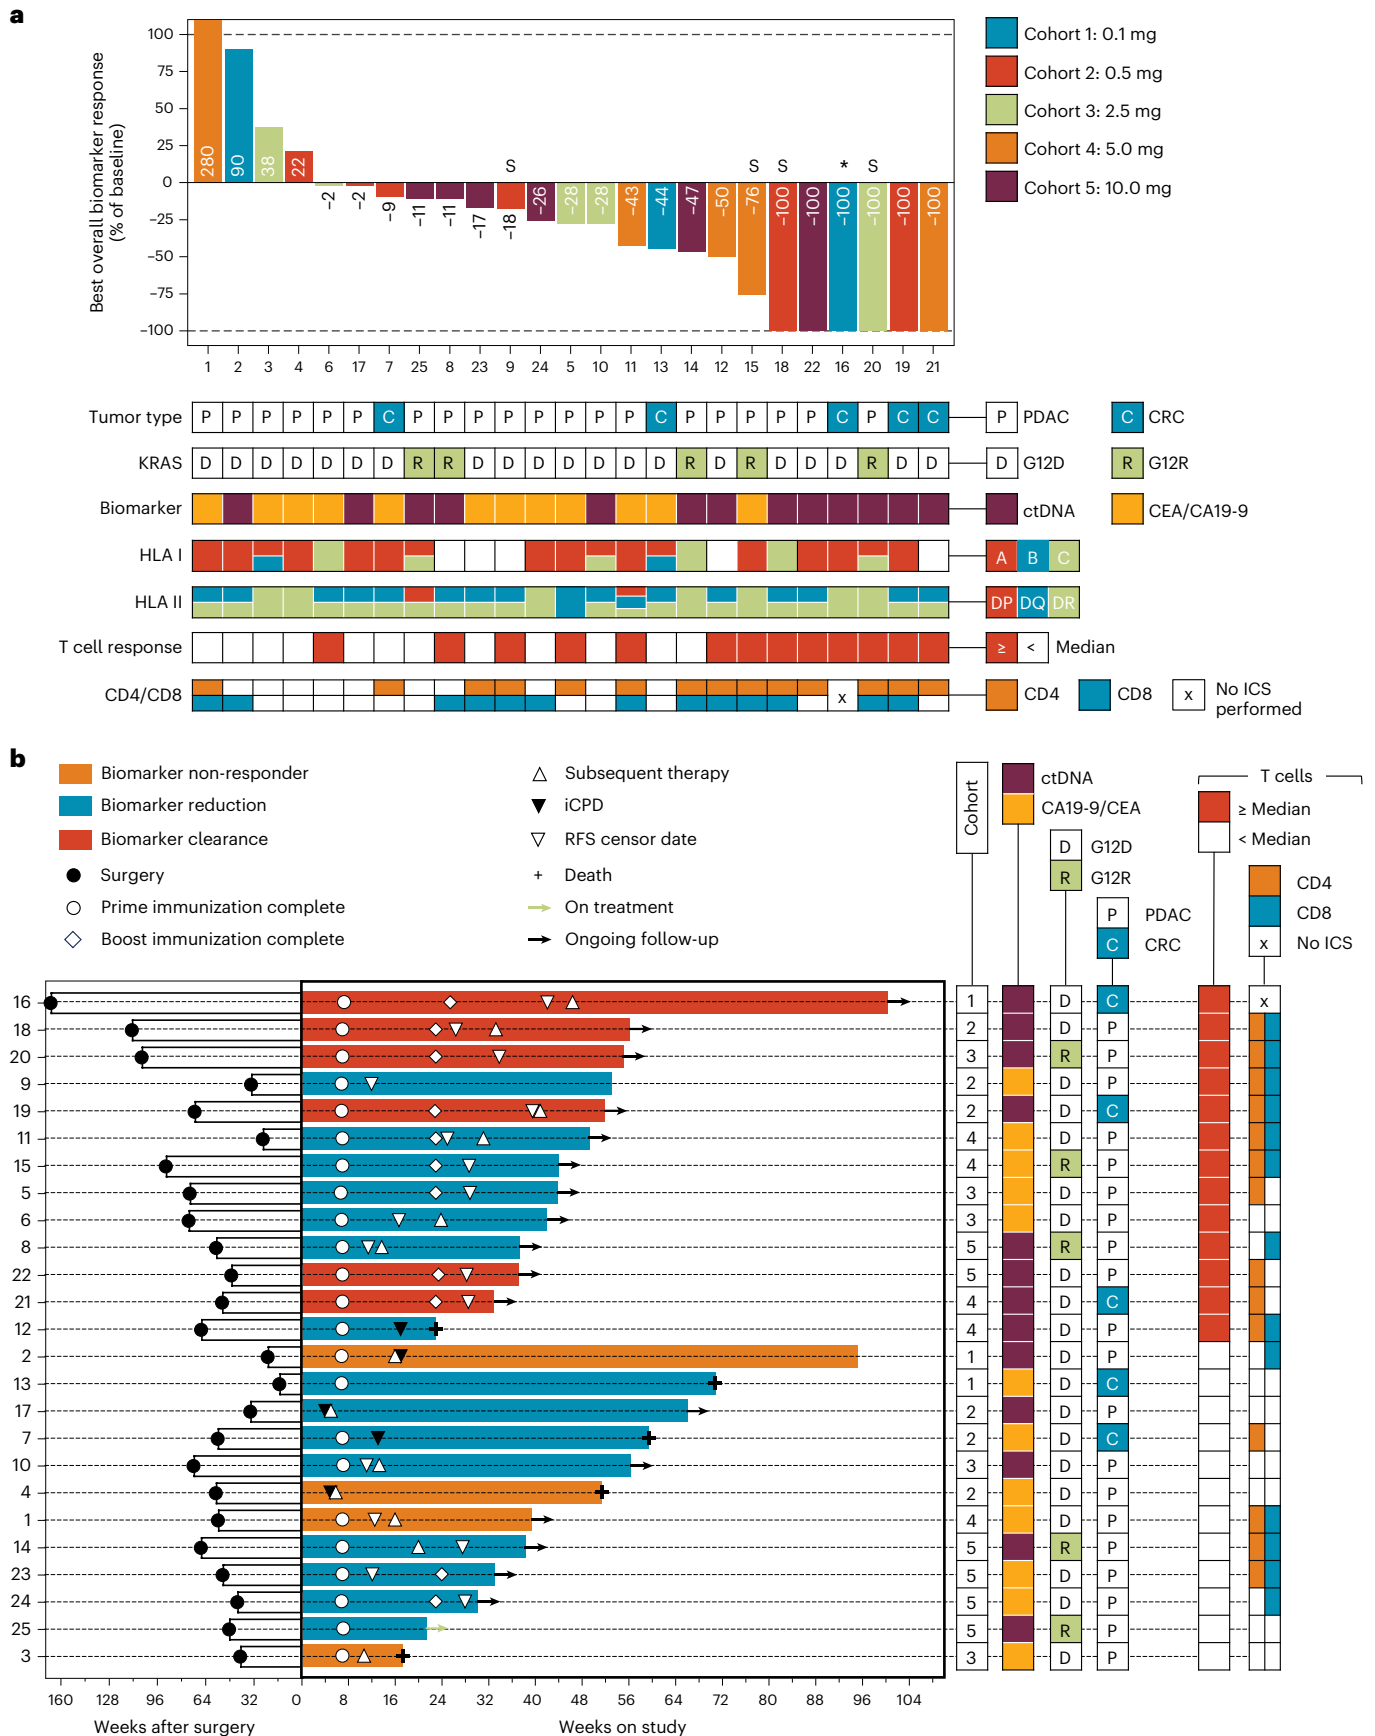 a
Best overall biomarker response
(% of baseline)
100
75
50
25
0
−25
−50
−75
−100
280
90
38
22
−2
−2
−9
−11
−11
−17
−18
−26
−28
−28
−43
−44
−47
−50
−76
−100
−100
−100
−100
−100
−100
S S S * S
1 2 3 4 6 17 7 25 8 23 9 24 5 10 11 13 14 12 15 18 22 16 20 19 21
Cohort 1: 0.1 mg
Cohort 2: 0.5 mg
Cohort 3: 2.5 mg
Cohort 4: 5.0 mg
Cohort 5: 10.0 mg
Tumor type P P P P P P C P P P P P P P P C P P P P P C P C C P PDAC C CRC
KRAS D D D D D D D R R D D D D D D D R D R D D D R D D D G12D R G12R
Biomarker ctDNA CEA/CA19-9
HLA I A B C
HLA II DP DQ DR
T cell response ≥ < Median
CD4/CD8 x CD4 CD8 x No ICS
performed
b
Biomarker non-responder
Biomarker reduction
Biomarker clearance
Surgery
Prime immunization complete
Boost immunization complete
Subsequent therapy
iCPD
RFS censor date
+ Death
On treatment
Ongoing follow-up
Cohort
ctDNA
CA19-9/CEA
D G12D
R G12R
P PDAC
C CRC
T cells
≥ Median
< Median
CD4
CD8
x No ICS
16 1 D C x
18 2 D P
20 3 R P
9 2 D P
19 2 D C
11 4 D P
15 4 R P
5 3 D P
6 3 D P
8 5 R P
22 5 D P
21 4 D C
12 4 D P
2 1 D P
13 1 D C
17 2 D P
7 2 D C
10 3 D P
4 2 D P
1 4 D P
14 5 R P
23 5 D P
24 5 D P
25 5 R P
3 3 D P
160 128 96 64 32 0 8 16 24 32 40 48 56 64 72 80 88 96 104
Weeks after surgery Weeks on study